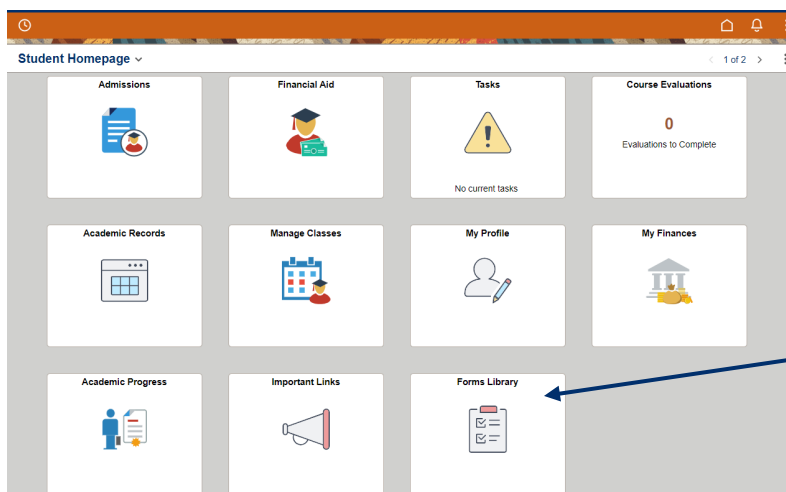 Student Homepage
1 of 2
Admissions
Financial Aid
Tasks
No current tasks
Course Evaluations
0
Evaluations to Complete
Academic Records
Manage Classes
My Profile
My Finances
Academic Progress
Important Links
Forms Library